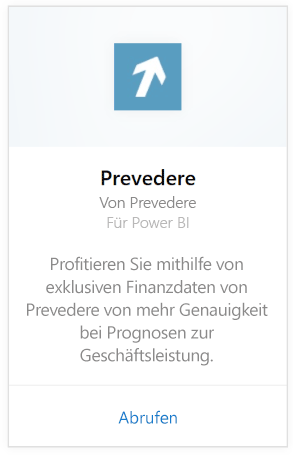 Prevedere
Von Prevedere
Für Power BI
Profitieren Sie mithilfe von
exklusiven Finanzdaten von
Prevedere von mehr Genauigkeit
bei Prognosen zur
Geschäftsleistung.
Abrufen